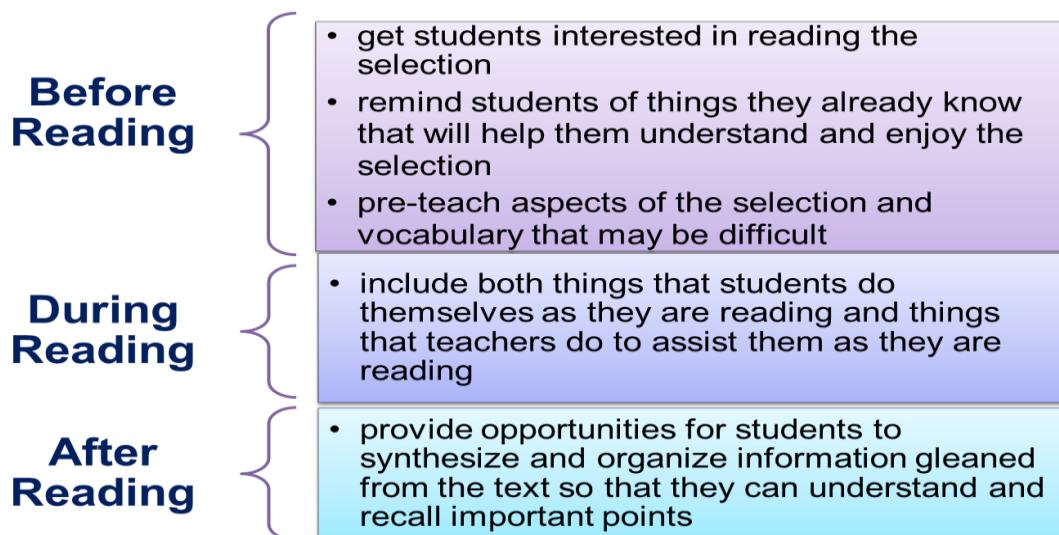 Before
Reading
• get students interested in reading the
selection
• remind students of things they already know
that will help them understand and enjoy the
selection
• pre-teach aspects of the selection and
vocabulary that may be difficult
During
Reading
• include both things that students do
themselves as they are reading and things
that teachers do to assist them as they are
reading
After
Reading
• provide opportunities for students to
synthesize and organize information gleaned
from the text so that they can understand and
recall important points